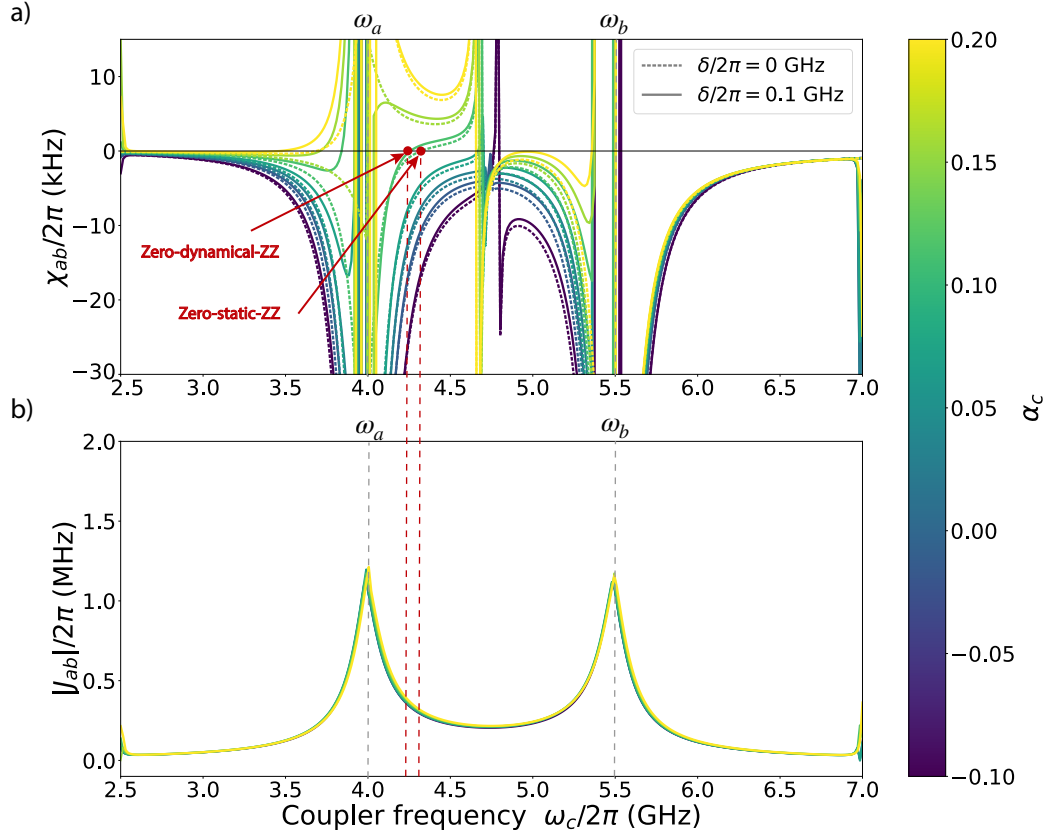 a)
ω_a
ω_b
10
0
−10
−20
−30
χ_ab/2π (kHz)
δ/2π = 0 GHz
δ/2π = 0.1 GHz
Zero-dynamical-ZZ
Zero-static-ZZ
2.5 3.0 3.5 4.0 4.5 5.0 5.5 6.0 6.5 7.0
b)
ω_a
ω_b
2.0
1.5
1.0
0.5
0.0
|J_ab|/2π (MHz)
2.5 3.0 3.5 4.0 4.5 5.0 5.5 6.0 6.5 7.0
Coupler frequency ω_c/2π (GHz)
0.20
0.15
0.10
0.05
0.00
−0.05
−0.10
α_c